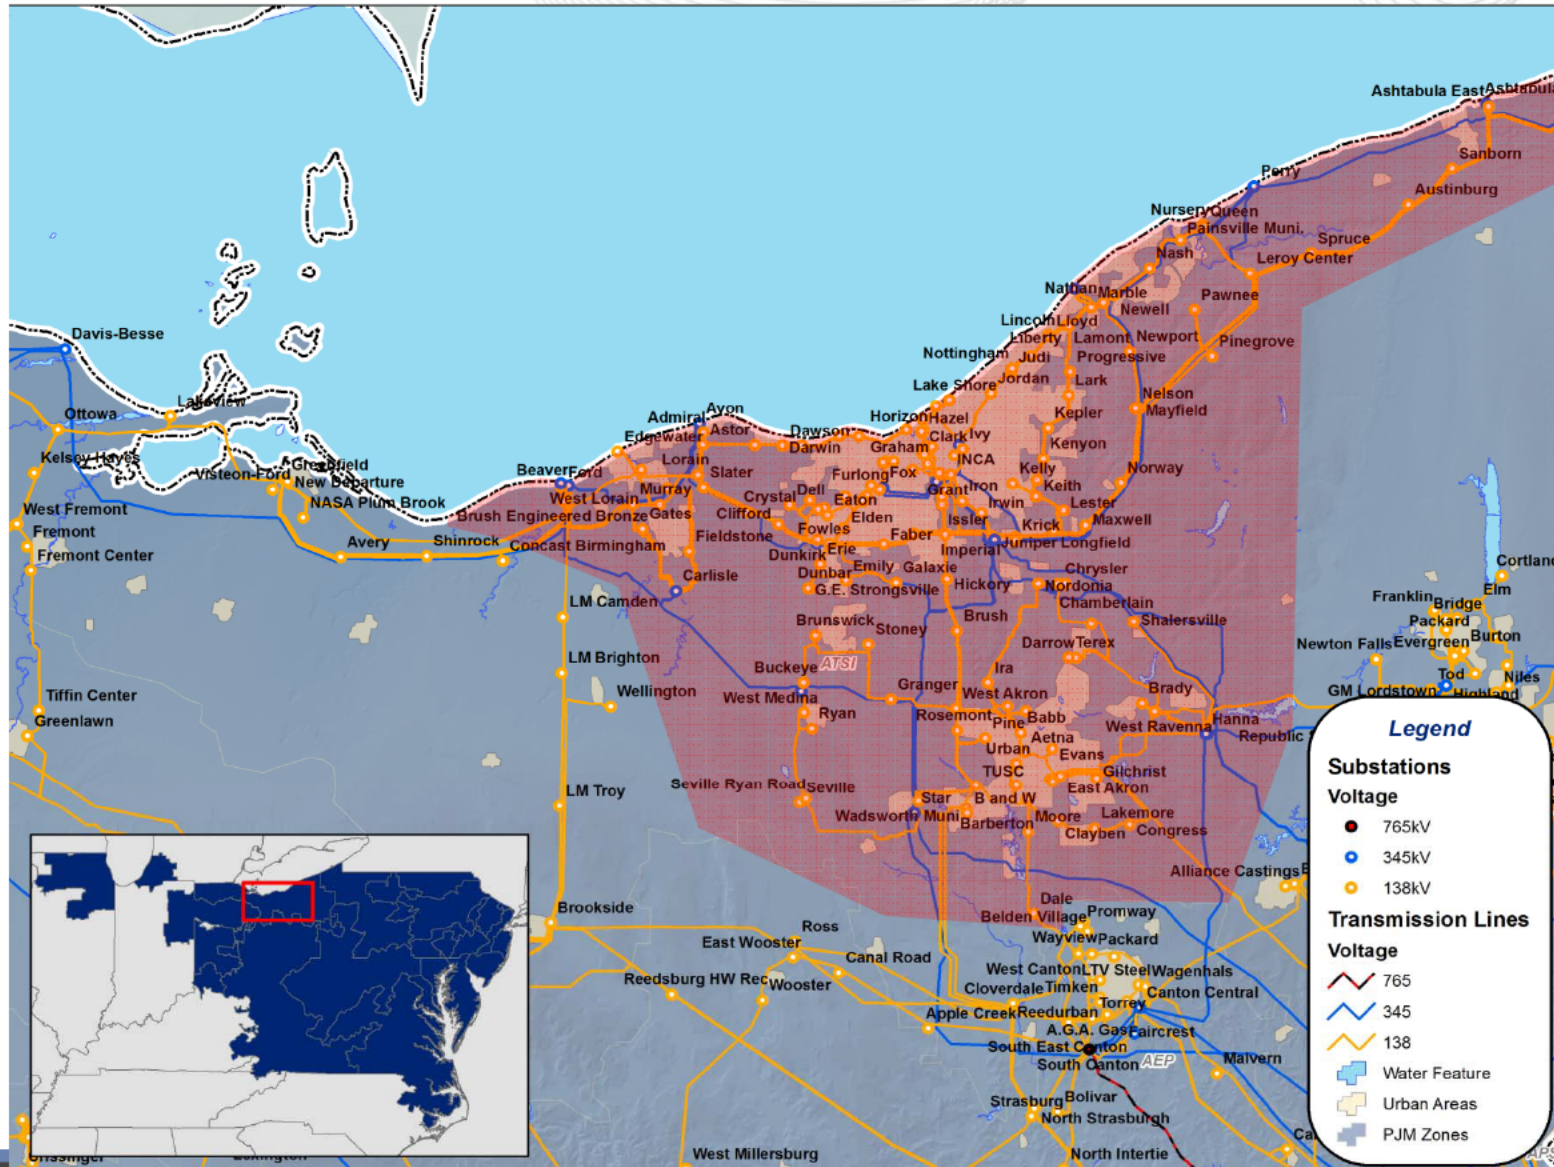 Ashtabula East
Ashtabula
Sanborn
Perry
Austinburg
Nursery
Queen
Painsville Muni.
Spruce
Nash
Leroy Center
Nathan
Marble
Pawnee
Newell
Lincoln
Lloyd
Davis-Besse
Liberty
Lamont
Newport
Pinegrove
Nottingham
Judi
Progressive
Jordan
Lark
Lake Shore
Nelson
Lakeview
Ottowa
Admiral
Avon
Horizon
Hazel
Kepler
Mayfield
Edgewater
Astor
Dawson
Clark
Ivy
Darwin
Graham
Kenyon
Kelsey-Hayes
Greenfield
Lorain
INCA
Visteon-Ford
New Departure
Beaver
Ford
Slater
Furlong
Fox
Kelly
Norway
NASA Plum Brook
West Lorain
Murray
Crystal
Dell
Eaton
Grant
Iron
Keith
West Fremont
Brush Engineered Bronze
Gates
Clifford
Elden
Irwin
Lester
Fremont
Fowles
Issler
Krick
Maxwell
Avery
Shinrock
Concast Birmingham
Fieldstone
Faber
Imperial
Juniper
Longfield
Fremont Center
Dunkirk
Erie
Dunbar
Emily
Galaxie
Chrysler
Cortland
Carlisle
G.E. Strongsville
Hickory
Nordonia
Elm
LM Camden
Chamberlain
Franklin
Bridge
Brunswick
Stoney
Brush
Shalersville
Packard
Newton Falls
Evergreen
Burton
LM Brighton
ATSI
Darrow
Terex
Buckeye
Ira
Tod
Niles
Tiffin Center
Wellington
West Medina
Granger
West Akron
Brady
GM Lordstown
Highland
Greenlawn
Ryan
Rosemont
Pine
Babb
West Ravenna
Hanna
Aetna
Republic S
Urban
Evans
TUSC
Gilchrist
LM Troy
Seville Ryan Road
Seville
East Akron
Star
B and W
Wadsworth Muni
Barberton
Moore
Lakemore
Clayben
Congress
Alliance Castings
Brookside
Dale
Belden Village
Promway
Ross
East Wooster
Wayview
Packard
Canal Road
West Canton
LTV Steel
Wagenhals
Reedsburg HW Rec
Wooster
Cloverdale
Timken
Canton Central
Torrey
Apple Creek
Reedurban
A.G.A. Gas
Faircrest
South East Canton
South Canton
AEP
Malvern
Strasburg
Bolivar
North Strasburgh
West Millersburg
North Intertie
Legend
Substations
Voltage
765kV
345kV
138kV
Transmission Lines
Voltage
765
345
138
Water Feature
Urban Areas
PJM Zones